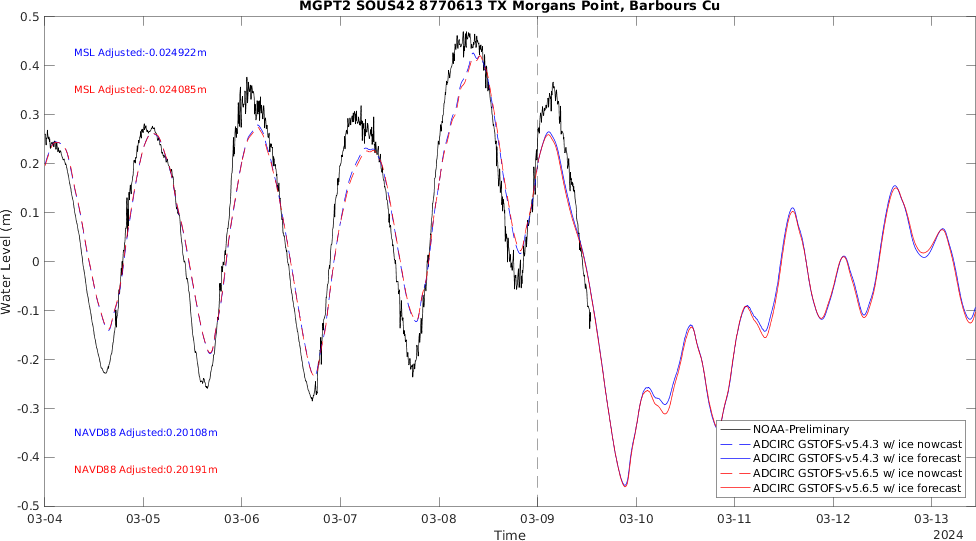 MGPT2 SOUS42 8770613 TX Morgans Point, Barbours Cu
0.5
0.4
0.3
0.2
0.1
0
-0.1
-0.2
-0.3
-0.4
-0.5
Water Level (m)
MSL Adjusted:-0.024922m
MSL Adjusted:-0.024085m
NAVD88 Adjusted:0.20108m
NAVD88 Adjusted:0.20191m
NOAA-Preliminary
ADCIRC GSTOFS-v5.4.3 w/ ice nowcast
ADCIRC GSTOFS-v5.4.3 w/ ice forecast
ADCIRC GSTOFS-v5.6.5 w/ ice nowcast
ADCIRC GSTOFS-v5.6.5 w/ ice forecast
03-04 03-05 03-06 03-07 03-08 03-09 03-10 03-11 03-12 03-13
2024
Time